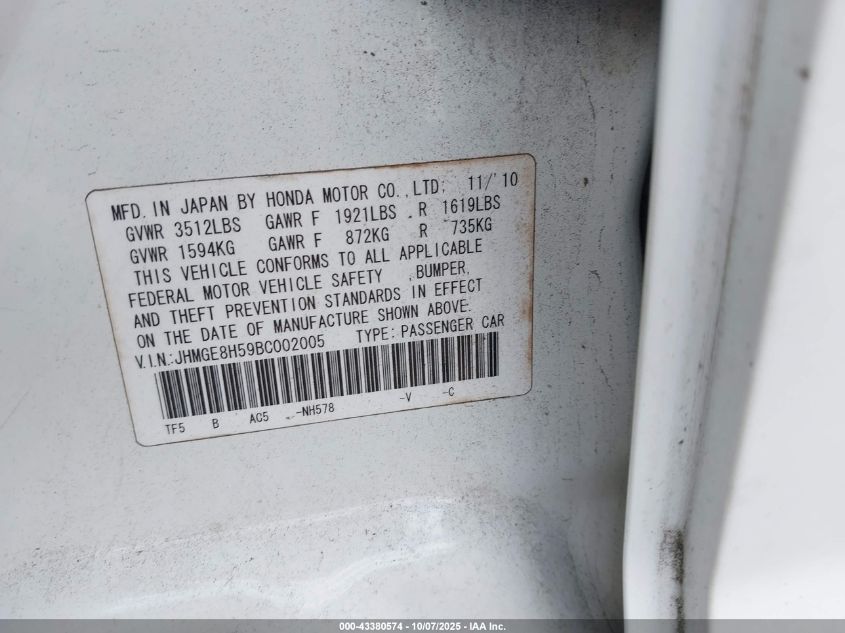 MFD. IN JAPAN BY HONDA MOTOR CO.,LTD; 11/'10
GVWR 3512LBS GAWR F 1921LBS R 1619LBS
GVWR 1594KG GAWR F 872KG R 735KG
THIS VEHICLE CONFORMS TO ALL APPLICABLE
FEDERAL MOTOR VEHICLE SAFETY ,BUMPER,
AND THEFT PREVENTION STANDARDS IN EFFECT
ON THE DATE OF MANUFACTURE SHOWN ABOVE.
V.I.N.:JHMGE8H59BC002005 TYPE: PASSENGER CAR
TF5 B AC5 -NH578 -V -C
000-43380574 - 10/07/2025 - IAA Inc.